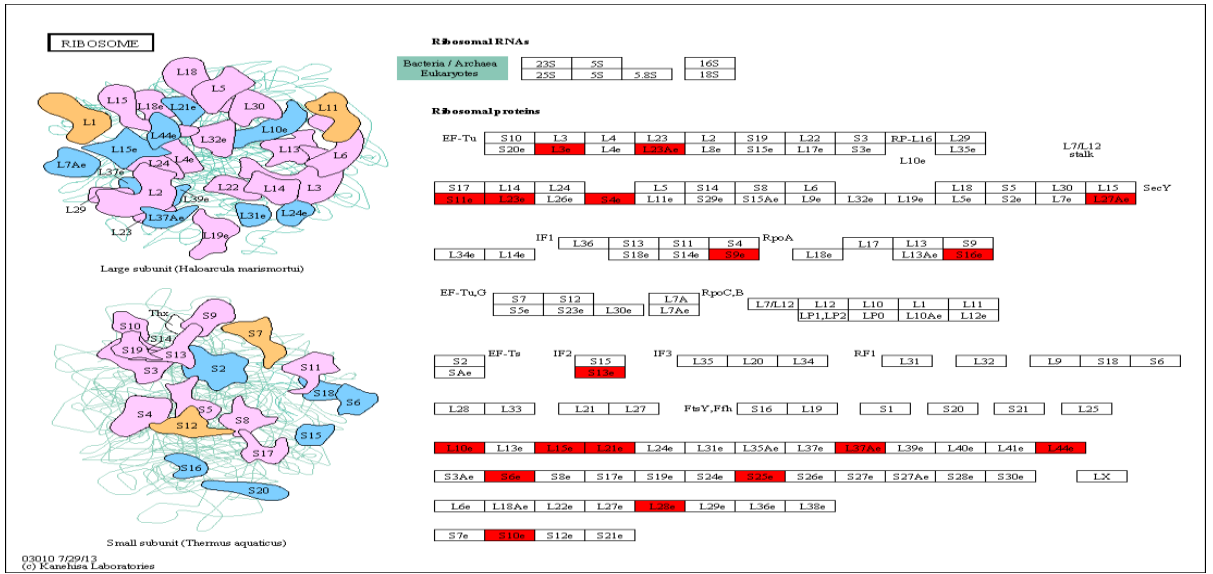 RIBOSOME
L18
L5
L15
L18e
L21e
L30
L11
L1
L44e
L32e
L10e
L15e
L13
L6
L7Ae
L24
L4e
L37e
L2
L22
L14
L3
L39e
L29
L37Ae
L31e
L24e
L23
L19e
Large subunit (Haloarcula marismortui)
Thx
S9
S10
S14
S7
S19
S13
S3
S2
S11
S18
S6
S4
S5
S12
S8
S15
S17
S16
S20
Small subunit (Thermus aquaticus)
03010 7/29/13
(c) Kanehisa Laboratories
Ribosomal RNAs
Bacteria / Archaea 23S 5S 16S
Eukaryotes 25S 5S 5.8S 18S
Ribosomal proteins
EF-Tu S10 L3 L4 L23 L2 S19 L22 S3 RP-L16 L29
S20e L3e L4e L23Ae L8e S15e L17e S3e L10e L35e
L7/L12
stalk
S17 L14 L24 L5 S14 S8 L6 L18 S5 L30 L15 SecY
S11e L23e L26e S4e L11e S29e S15Ae L9e L32e L19e L5e S2e L7e L27Ae
IF1 L36 S13 S11 S4 RpoA L17 L13 S9
L34e L14e S18e S14e S9e L18e L13Ae S16e
EF-Tu,G S7 S12 L7A RpoC,B L7/L12 L12 L10 L1 L11
S5e S23e L30e L7Ae LP1,LP2 LP0 L10Ae L12e
S2 EF-Ts IF2 S15 IF3 L35 L20 L34 RF1 L31 L32 L9 S18 S6
SAe S13e
L28 L33 L21 L27 FtsY,Ffh S16 L19 S1 S20 S21 L25
L10e L13e L15e L21e L24e L31e L35Ae L37e L37Ae L39e L40e L41e L44e
S3Ae S6e S8e S17e S19e S24e S25e S26e S27e S27Ae S28e S30e LX
L6e L18Ae L22e L27e L28e L29e L36e L38e
S7e S10e S12e S21e